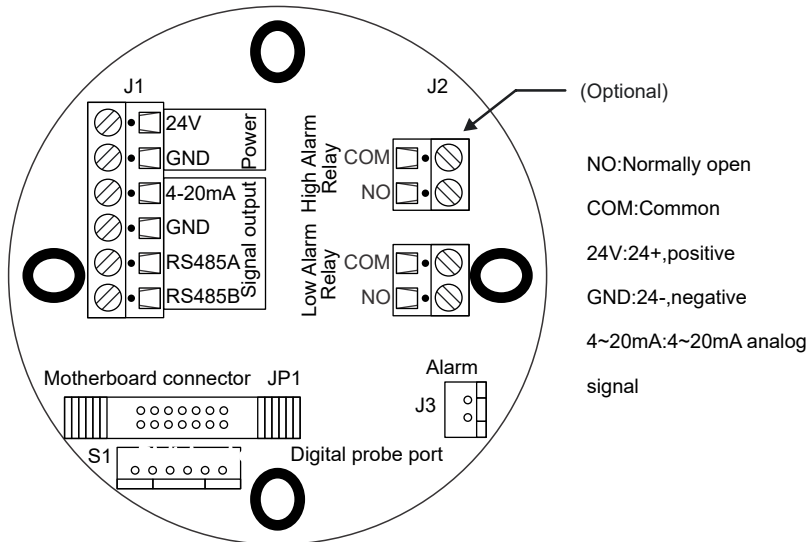 J1
J2
(Optional)
24V
GND
Power
4-20mA
GND
RS485A
RS485B
Signal output
High Alarm
Relay
COM
NO
Low Alarm
Relay
COM
NO
NO:Normally open
COM:Common
24V:24+,positive
GND:24-,negative
4~20mA:4~20mA analog
signal
Motherboard connector
JP1
Alarm
J3
S1
Digital probe port